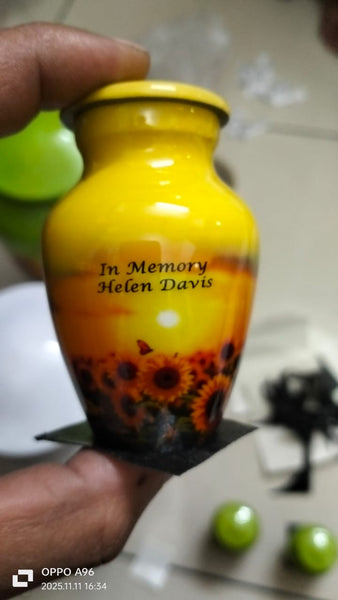 In Memory
Helen Davis
OPPO A96
2025.11.11 16:34